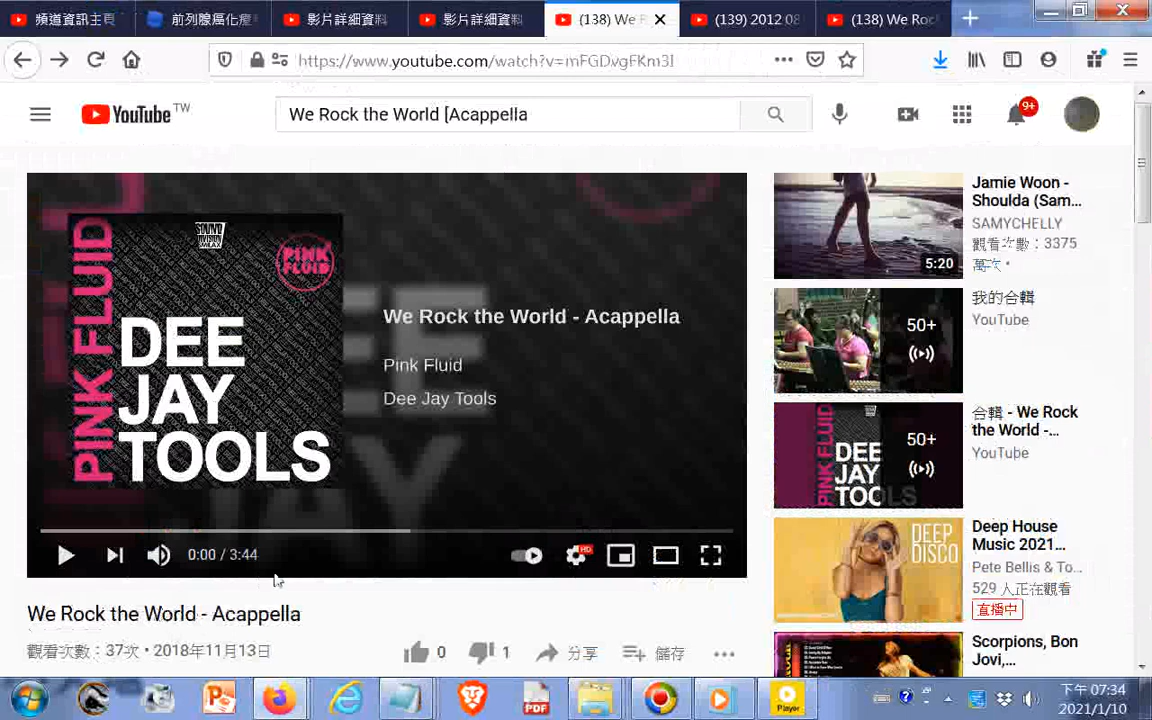 頻道資訊主頁
前列腺癌化療
影片詳細資料
影片詳細資料
(138) We R
(139) 2012 08
(138) We Roc
https://www.youtube.com/watch?v=mFGDvgFKm3I
YouTube TW
We Rock the World [Acappella
9+
PINK FLUID
PINK FLUID
DEE
JAY
TOOLS
We Rock the World - Acappella
Pink Fluid
Dee Jay Tools
0:00 / 3:44
HD
We Rock the World - Acappella
觀看次數：37次 • 2018年11月13日
0
1
分享
儲存
5:20
Jamie Woon -
Shoulda (Sam...
SAMYCHELLY
觀看次數：3375
萬次 •
50+
我的合輯
YouTube
PINK FLUID
DEE
JAY
TOOLS
50+
合輯 - We Rock
the World -...
YouTube
DEEP
DISCO
Deep House
Music 2021...
Pete Bellis & To...
529 人正在觀看
直播中
Scorpions, Bon
Jovi,...
PDF
Player
下午 07:34
2021/1/10